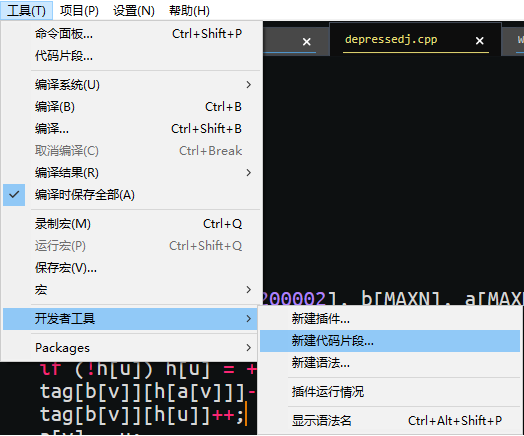 工具(T) 项目(P) 设置(N) 帮助(H)
命令面板... Ctrl+Shift+P
代码片段...
编译系统(U)
编译(B) Ctrl+B
编译... Ctrl+Shift+B
取消编译(C) Ctrl+Break
编译结果(R)
编译时保存全部(A)
录制宏(M) Ctrl+Q
运行宏(P) Ctrl+Shift+Q
保存宏(V)...
宏
开发者工具
Packages
depressedj.cpp
200002], b[MAXN], a[MAX
新建插件...
新建代码片段...
新建语法...
插件运行情况
显示语法名 Ctrl+Alt+Shift+P
if (!h[u]) h[u] = +
tag[b[v]][h[a[v]]]-
tag[b[v]][h[u]]++;